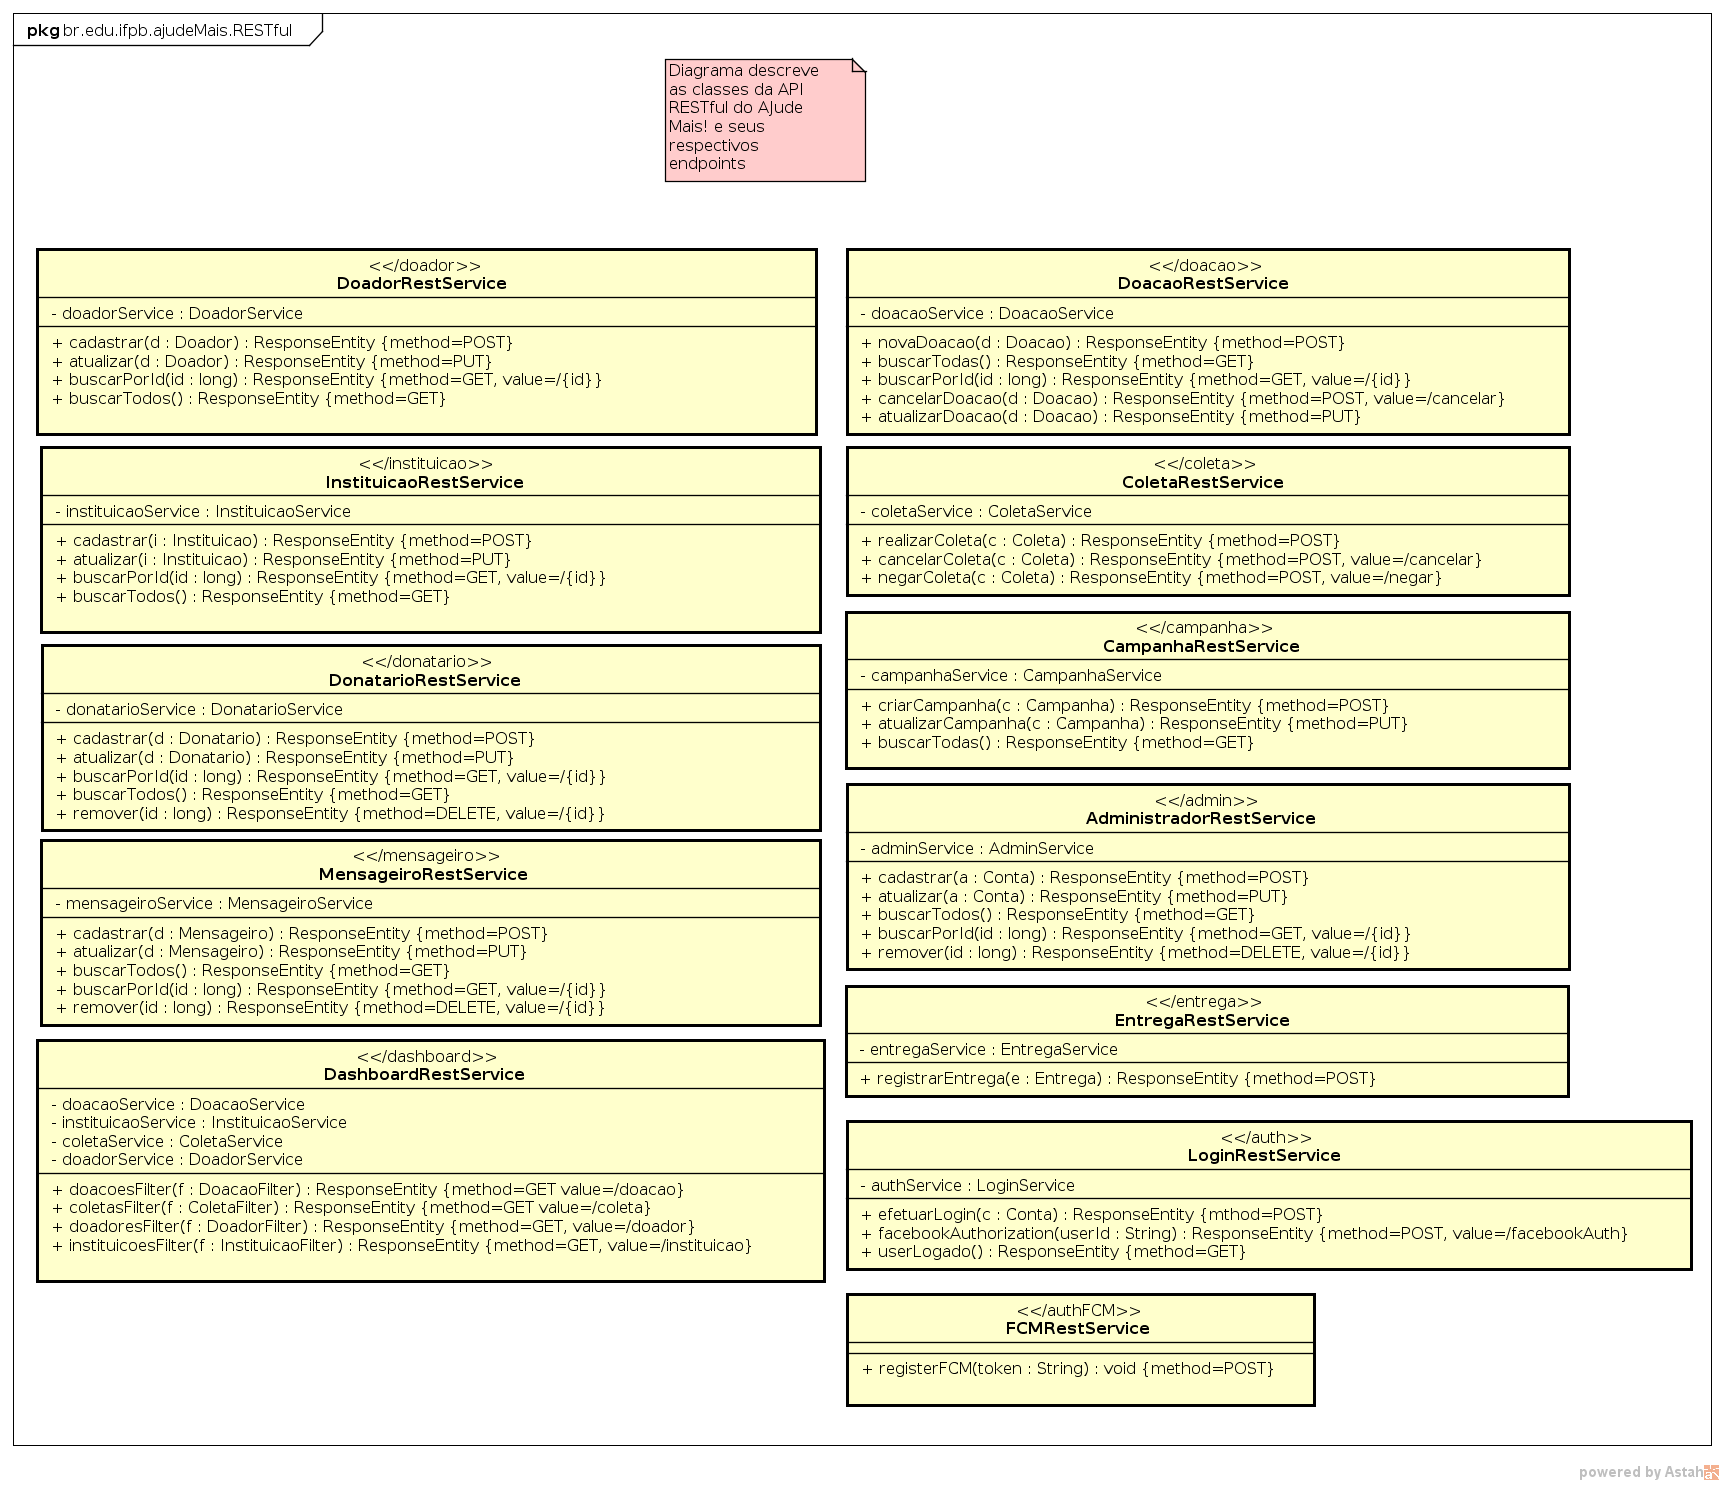 pkg br.edu.ifpb.ajudeMais.RESTful
Diagrama descreve
as classes da API
RESTful do AJude
Mais! e seus
respectivos
endpoints
<</doador>>
DoadorRestService
- doadorService : DoadorService
+ cadastrar(d : Doador) : ResponseEntity {method=POST}
+ atualizar(d : Doador) : ResponseEntity {method=PUT}
+ buscarPorId(id : long) : ResponseEntity {method=GET, value=/{id}}
+ buscarTodos() : ResponseEntity {method=GET}
<</instituicao>>
InstituicaoRestService
- instituicaoService : InstituicaoService
+ cadastrar(i : Instituicao) : ResponseEntity {method=POST}
+ atualizar(i : Instituicao) : ResponseEntity {method=PUT}
+ buscarPorId(id : long) : ResponseEntity {method=GET, value=/{id}}
+ buscarTodos() : ResponseEntity {method=GET}
<</donatario>>
DonatarioRestService
- donatarioService : DonatarioService
+ cadastrar(d : Donatario) : ResponseEntity {method=POST}
+ atualizar(d : Donatario) : ResponseEntity {method=PUT}
+ buscarPorId(id : long) : ResponseEntity {method=GET, value=/{id}}
+ buscarTodos() : ResponseEntity {method=GET}
+ remover(id : long) : ResponseEntity {method=DELETE, value=/{id}}
<</mensageiro>>
MensageiroRestService
- mensageiroService : MensageiroService
+ cadastrar(d : Mensageiro) : ResponseEntity {method=POST}
+ atualizar(d : Mensageiro) : ResponseEntity {method=PUT}
+ buscarTodos() : ResponseEntity {method=GET}
+ buscarPorId(id : long) : ResponseEntity {method=GET, value=/{id}}
+ remover(id : long) : ResponseEntity {method=DELETE, value=/{id}}
<</dashboard>>
DashboardRestService
- doacaoService : DoacaoService
- instituicaoService : InstituicaoService
- coletaService : ColetaService
- doadorService : DoadorService
+ doacoesFilter(f : DoacaoFilter) : ResponseEntity {method=GET value=/doacao}
+ coletasFilter(f : ColetaFilter) : ResponseEntity {method=GET value=/coleta}
+ doadoresFilter(f : DoadorFilter) : ResponseEntity {method=GET, value=/doador}
+ instituicoesFilter(f : InstituicaoFilter) : ResponseEntity {method=GET, value=/instituicao}
<</doacao>>
DoacaoRestService
- doacaoService : DoacaoService
+ novaDoacao(d : Doacao) : ResponseEntity {method=POST}
+ buscarTodas() : ResponseEntity {method=GET}
+ buscarPorId(id : long) : ResponseEntity {method=GET, value=/{id}}
+ cancelarDoacao(d : Doacao) : ResponseEntity {method=POST, value=/cancelar}
+ atualizarDoacao(d : Doacao) : ResponseEntity {method=PUT}
<</coleta>>
ColetaRestService
- coletaService : ColetaService
+ realizarColeta(c : Coleta) : ResponseEntity {method=POST}
+ cancelarColeta(c : Coleta) : ResponseEntity {method=POST, value=/cancelar}
+ negarColeta(c : Coleta) : ResponseEntity {method=POST, value=/negar}
<</campanha>>
CampanhaRestService
- campanhaService : CampanhaService
+ criarCampanha(c : Campanha) : ResponseEntity {method=POST}
+ atualizarCampanha(c : Campanha) : ResponseEntity {method=PUT}
+ buscarTodas() : ResponseEntity {method=GET}
<</admin>>
AdministradorRestService
- adminService : AdminService
+ cadastrar(a : Conta) : ResponseEntity {method=POST}
+ atualizar(a : Conta) : ResponseEntity {method=PUT}
+ buscarTodos() : ResponseEntity {method=GET}
+ buscarPorId(id : long) : ResponseEntity {method=GET, value=/{id}}
+ remover(id : long) : ResponseEntity {method=DELETE, value=/{id}}
<</entrega>>
EntregaRestService
- entregaService : EntregaService
+ registrarEntrega(e : Entrega) : ResponseEntity {method=POST}
<</auth>>
LoginRestService
- authService : LoginService
+ efetuarLogin(c : Conta) : ResponseEntity {mthod=POST}
+ facebookAuthorization(userId : String) : ResponseEntity {method=POST, value=/facebookAuth}
+ userLogado() : ResponseEntity {method=GET}
<</authFCM>>
FCMRestService
+ registerFCM(token : String) : void {method=POST}
powered by Astah